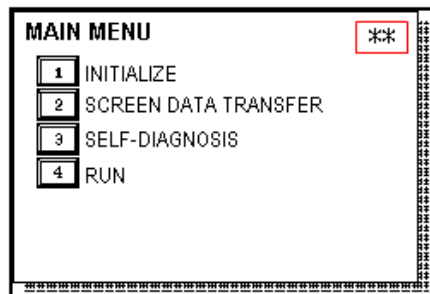 MAIN MENU **
1 INITIALIZE
2 SCREEN DATA TRANSFER
3 SELF-DIAGNOSIS
4 RUN